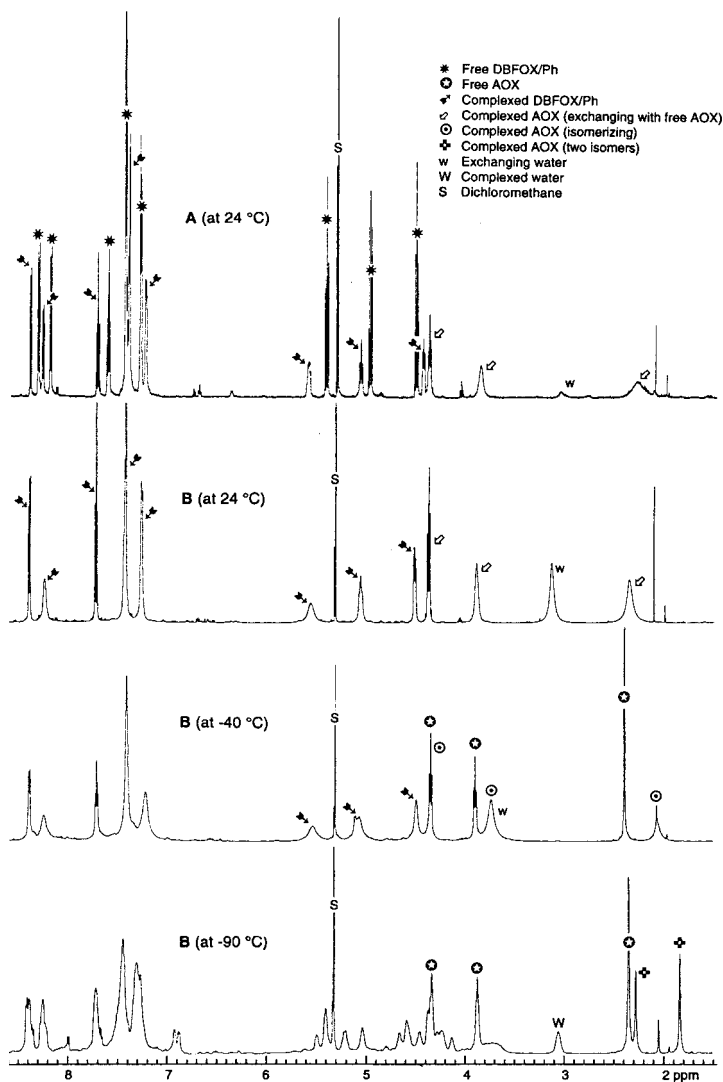 Free DBFOX/Ph
Free AOX
Complexed DBFOX/Ph
Complexed AOX (exchanging with free AOX)
Complexed AOX (isomerizing)
Complexed AOX (two isomers)
w Exchanging water
W Complexed water
S Dichloromethane
S
A (at 24 °C)
w
S
B (at 24 °C)
w
S
B (at -40 °C)
w
S
B (at -90 °C)
W
8 7 6 5 4 3 2 ppm